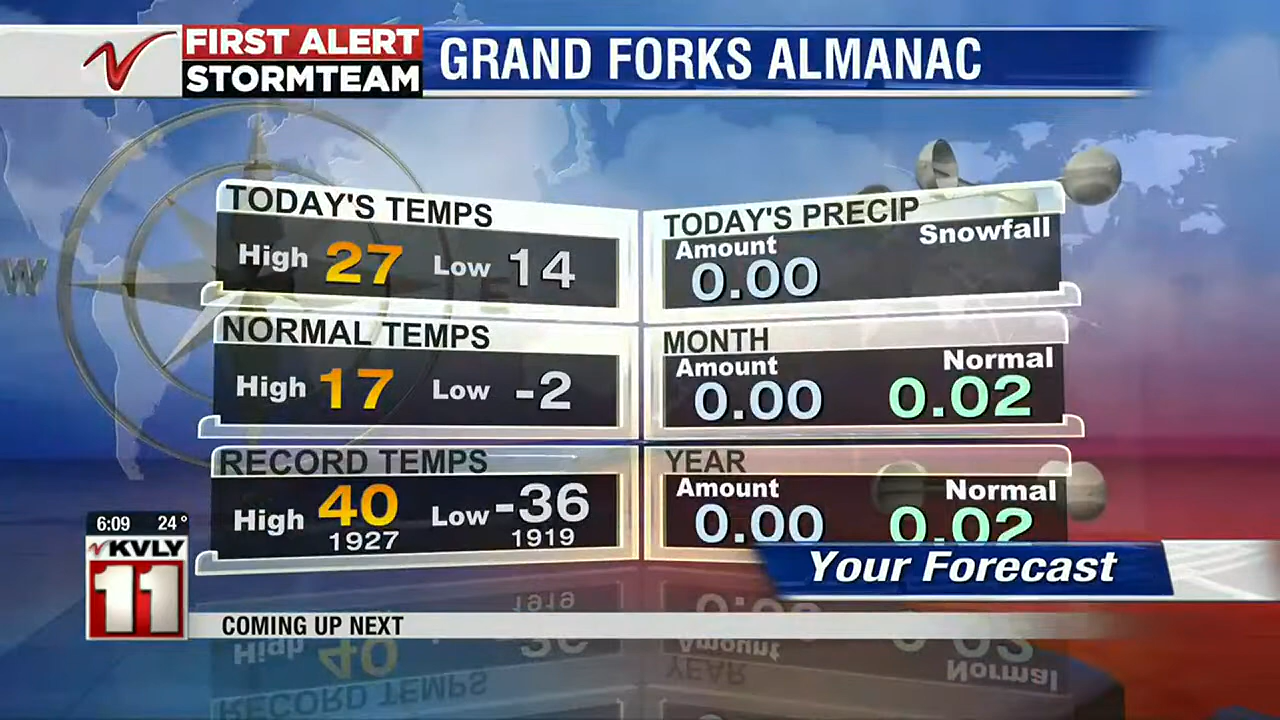 FIRST ALERT
STORMTEAM
GRAND FORKS ALMANAC
W
TODAY'S TEMPS
High 27 Low 14
NORMAL TEMPS
High 17 Low -2
RECORD TEMPS
High 40 Low -36
1927 1919
TODAY'S PRECIP
Amount Snowfall
0.00
MONTH
Amount Normal
0.00 0.02
YEAR
Amount Normal
0.00 0.02
Your Forecast
6:09 24°
KVLY
11
COMING UP NEXT